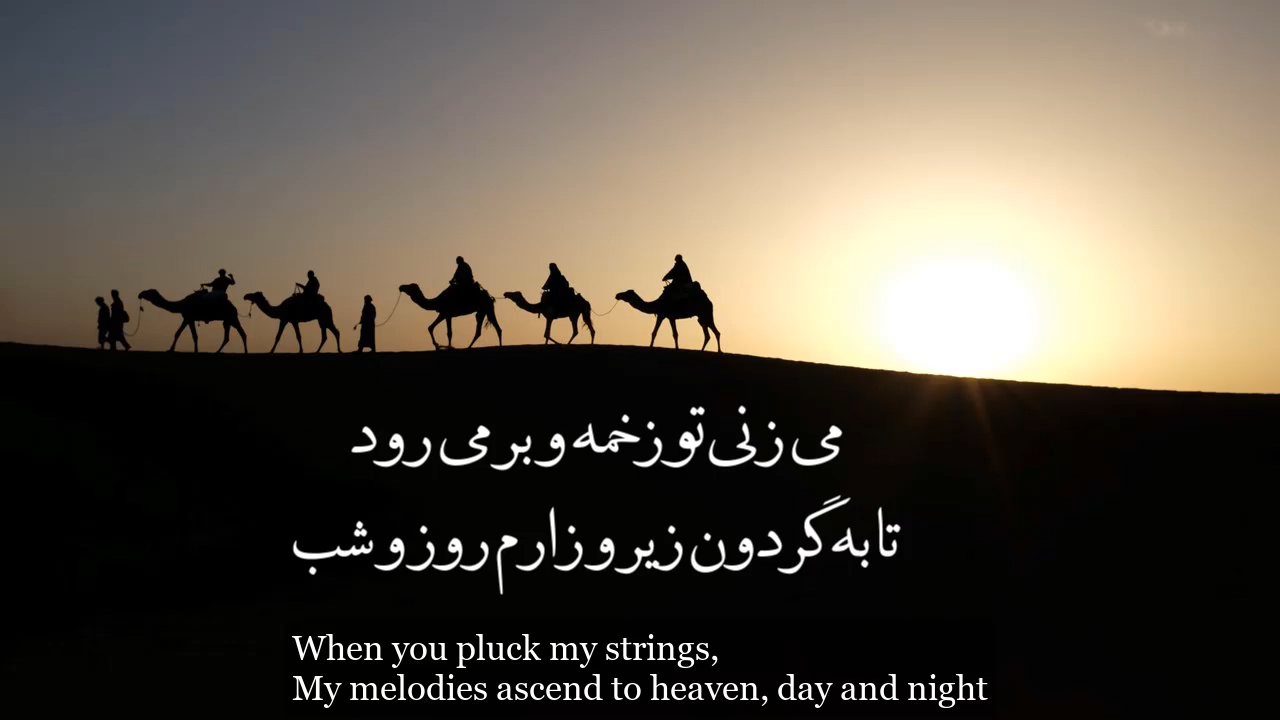 می زنی تو زخمه و بر می رود
تا به گردون زیر و زارم روز و شب
When you pluck my strings,
My melodies ascend to heaven, day and night